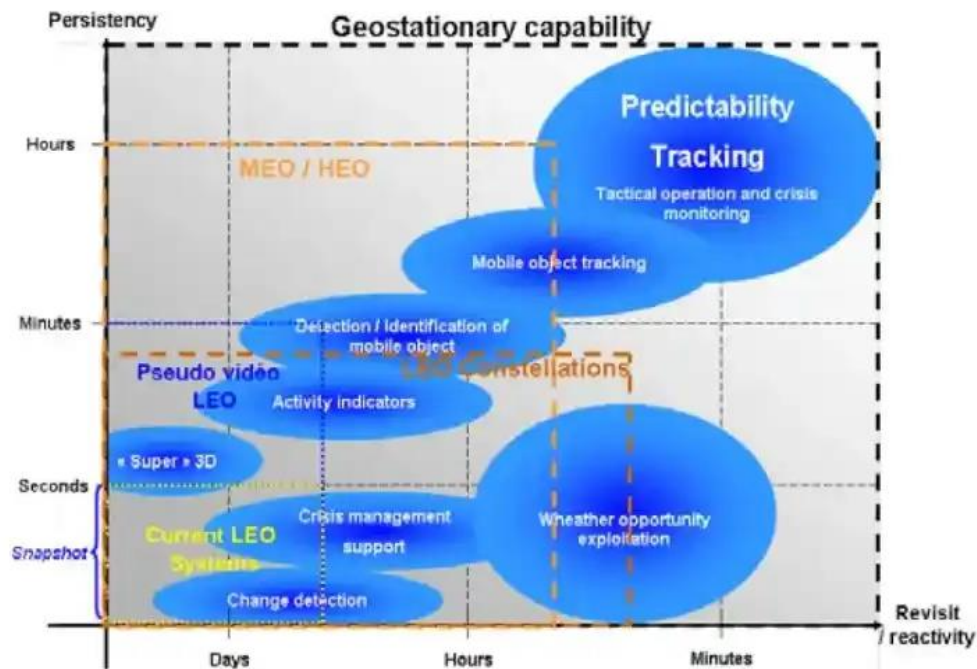 Persistency
Geostationary capability
Predictability
Tracking
Tactical operation and crisis
monitoring
Hours
MEO / HEO
Mobile object tracking
Minutes
Detection / Identification of
mobile object
LEO Constellations
Pseudo vidéo
LEO
Activity indicators
« Super » 3D
Seconds
Crisis management
support
Wheather opportunity
exploitation
Current LEO
Systems
Snapshot
Change detection
Revisit
/ reactivity
Days
Hours
Minutes